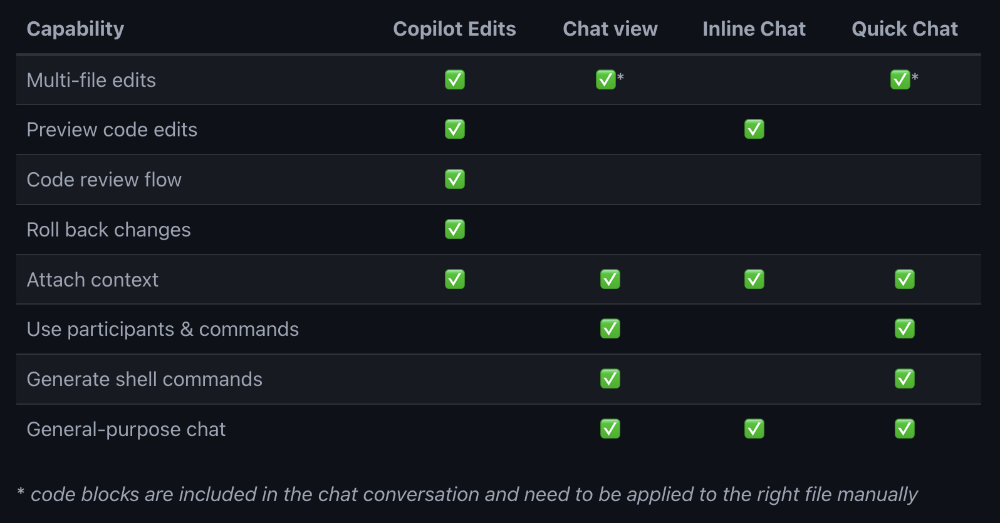 Capability Copilot Edits Chat view Inline Chat Quick Chat
Multi-file edits ✅ ✅* ✅*
Preview code edits ✅ ✅
Code review flow ✅
Roll back changes ✅
Attach context ✅ ✅ ✅ ✅
Use participants & commands ✅ ✅
Generate shell commands ✅ ✅
General-purpose chat ✅ ✅ ✅
* code blocks are included in the chat conversation and need to be applied to the right file manually